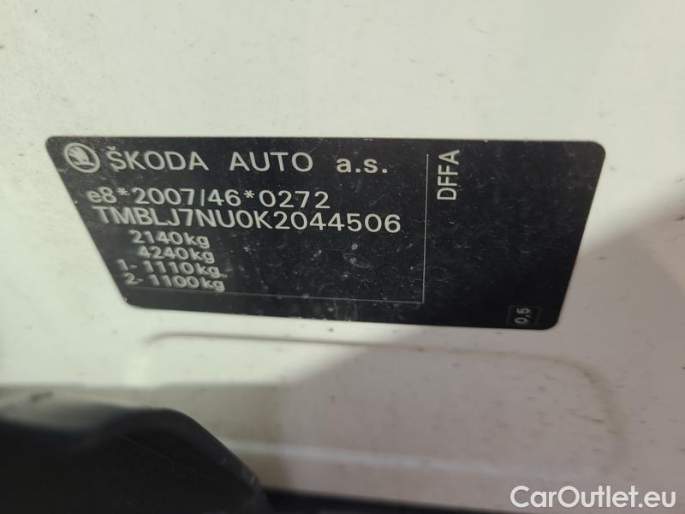 ŠKODA AUTO a.s.
e8*2007/46*0272
TMBLJ7NU0K2044506
2140kg
4240kg
1-1110kg
2-1100kg
DFFA
0,5
CarOutlet.eu